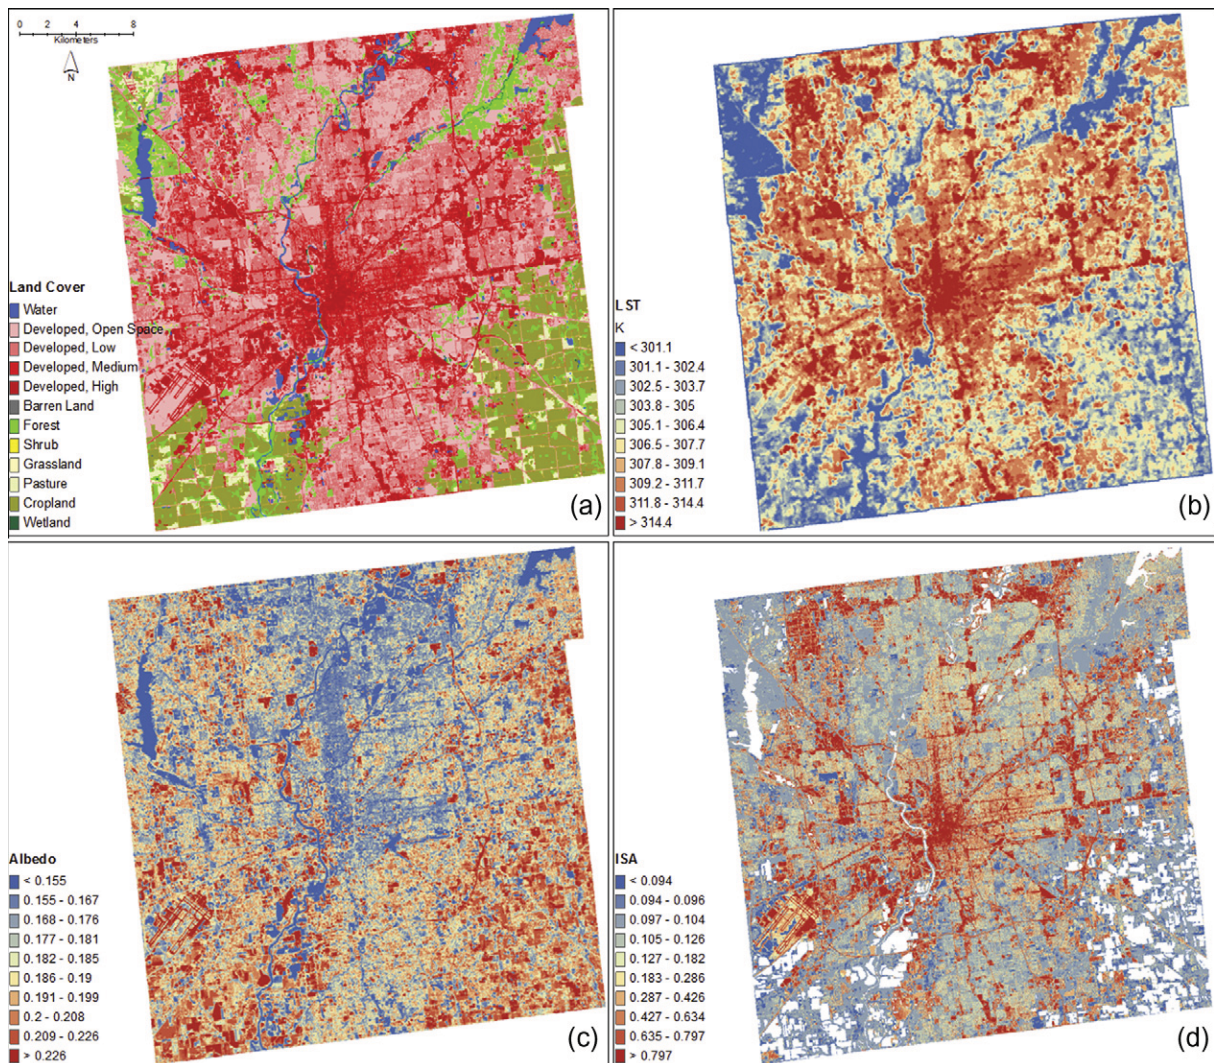 0 2 4 8
Kilometers
N
Land Cover
Water
Developed, Open Space
Developed, Low
Developed, Medium
Developed, High
Barren Land
Forest
Shrub
Grassland
Pasture
Cropland
Wetland
(a)
LST
K
< 301.1
301.1 - 302.4
302.5 - 303.7
303.8 - 305
305.1 - 306.4
306.5 - 307.7
307.8 - 309.1
309.2 - 311.7
311.8 - 314.4
> 314.4
(b)
Albedo
< 0.155
0.155 - 0.167
0.168 - 0.176
0.177 - 0.181
0.182 - 0.185
0.186 - 0.19
0.191 - 0.199
0.2 - 0.208
0.209 - 0.226
> 0.226
(c)
ISA
< 0.094
0.094 - 0.096
0.097 - 0.104
0.105 - 0.126
0.127 - 0.182
0.183 - 0.286
0.287 - 0.426
0.427 - 0.634
0.635 - 0.797
> 0.797
(d)